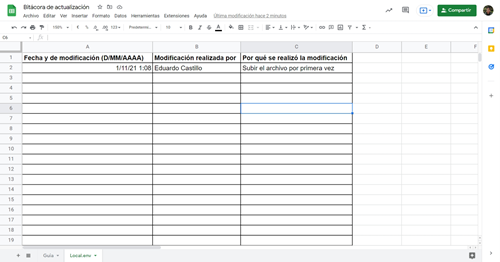 Bitácora de actualización
Archivo Editar Ver Insertar Formato Datos Herramientas Extensiones Ayuda Última modificación hace 2 minutos
Compartir
150% € % .0 .00 123 Predetermi... 10 B I S A
C6 fx
A B C D E F
1 Fecha y de modificación (D/MM/AAAA) Modificación realizada por Por qué se realizó la modificación
2 1/11/21 1:08 Eduardo Castillo Subir el archivo por primera vez
3
4
5
6
7
8
9
10
11
12
13
14
15
16
17
18
19
Guía Local.env